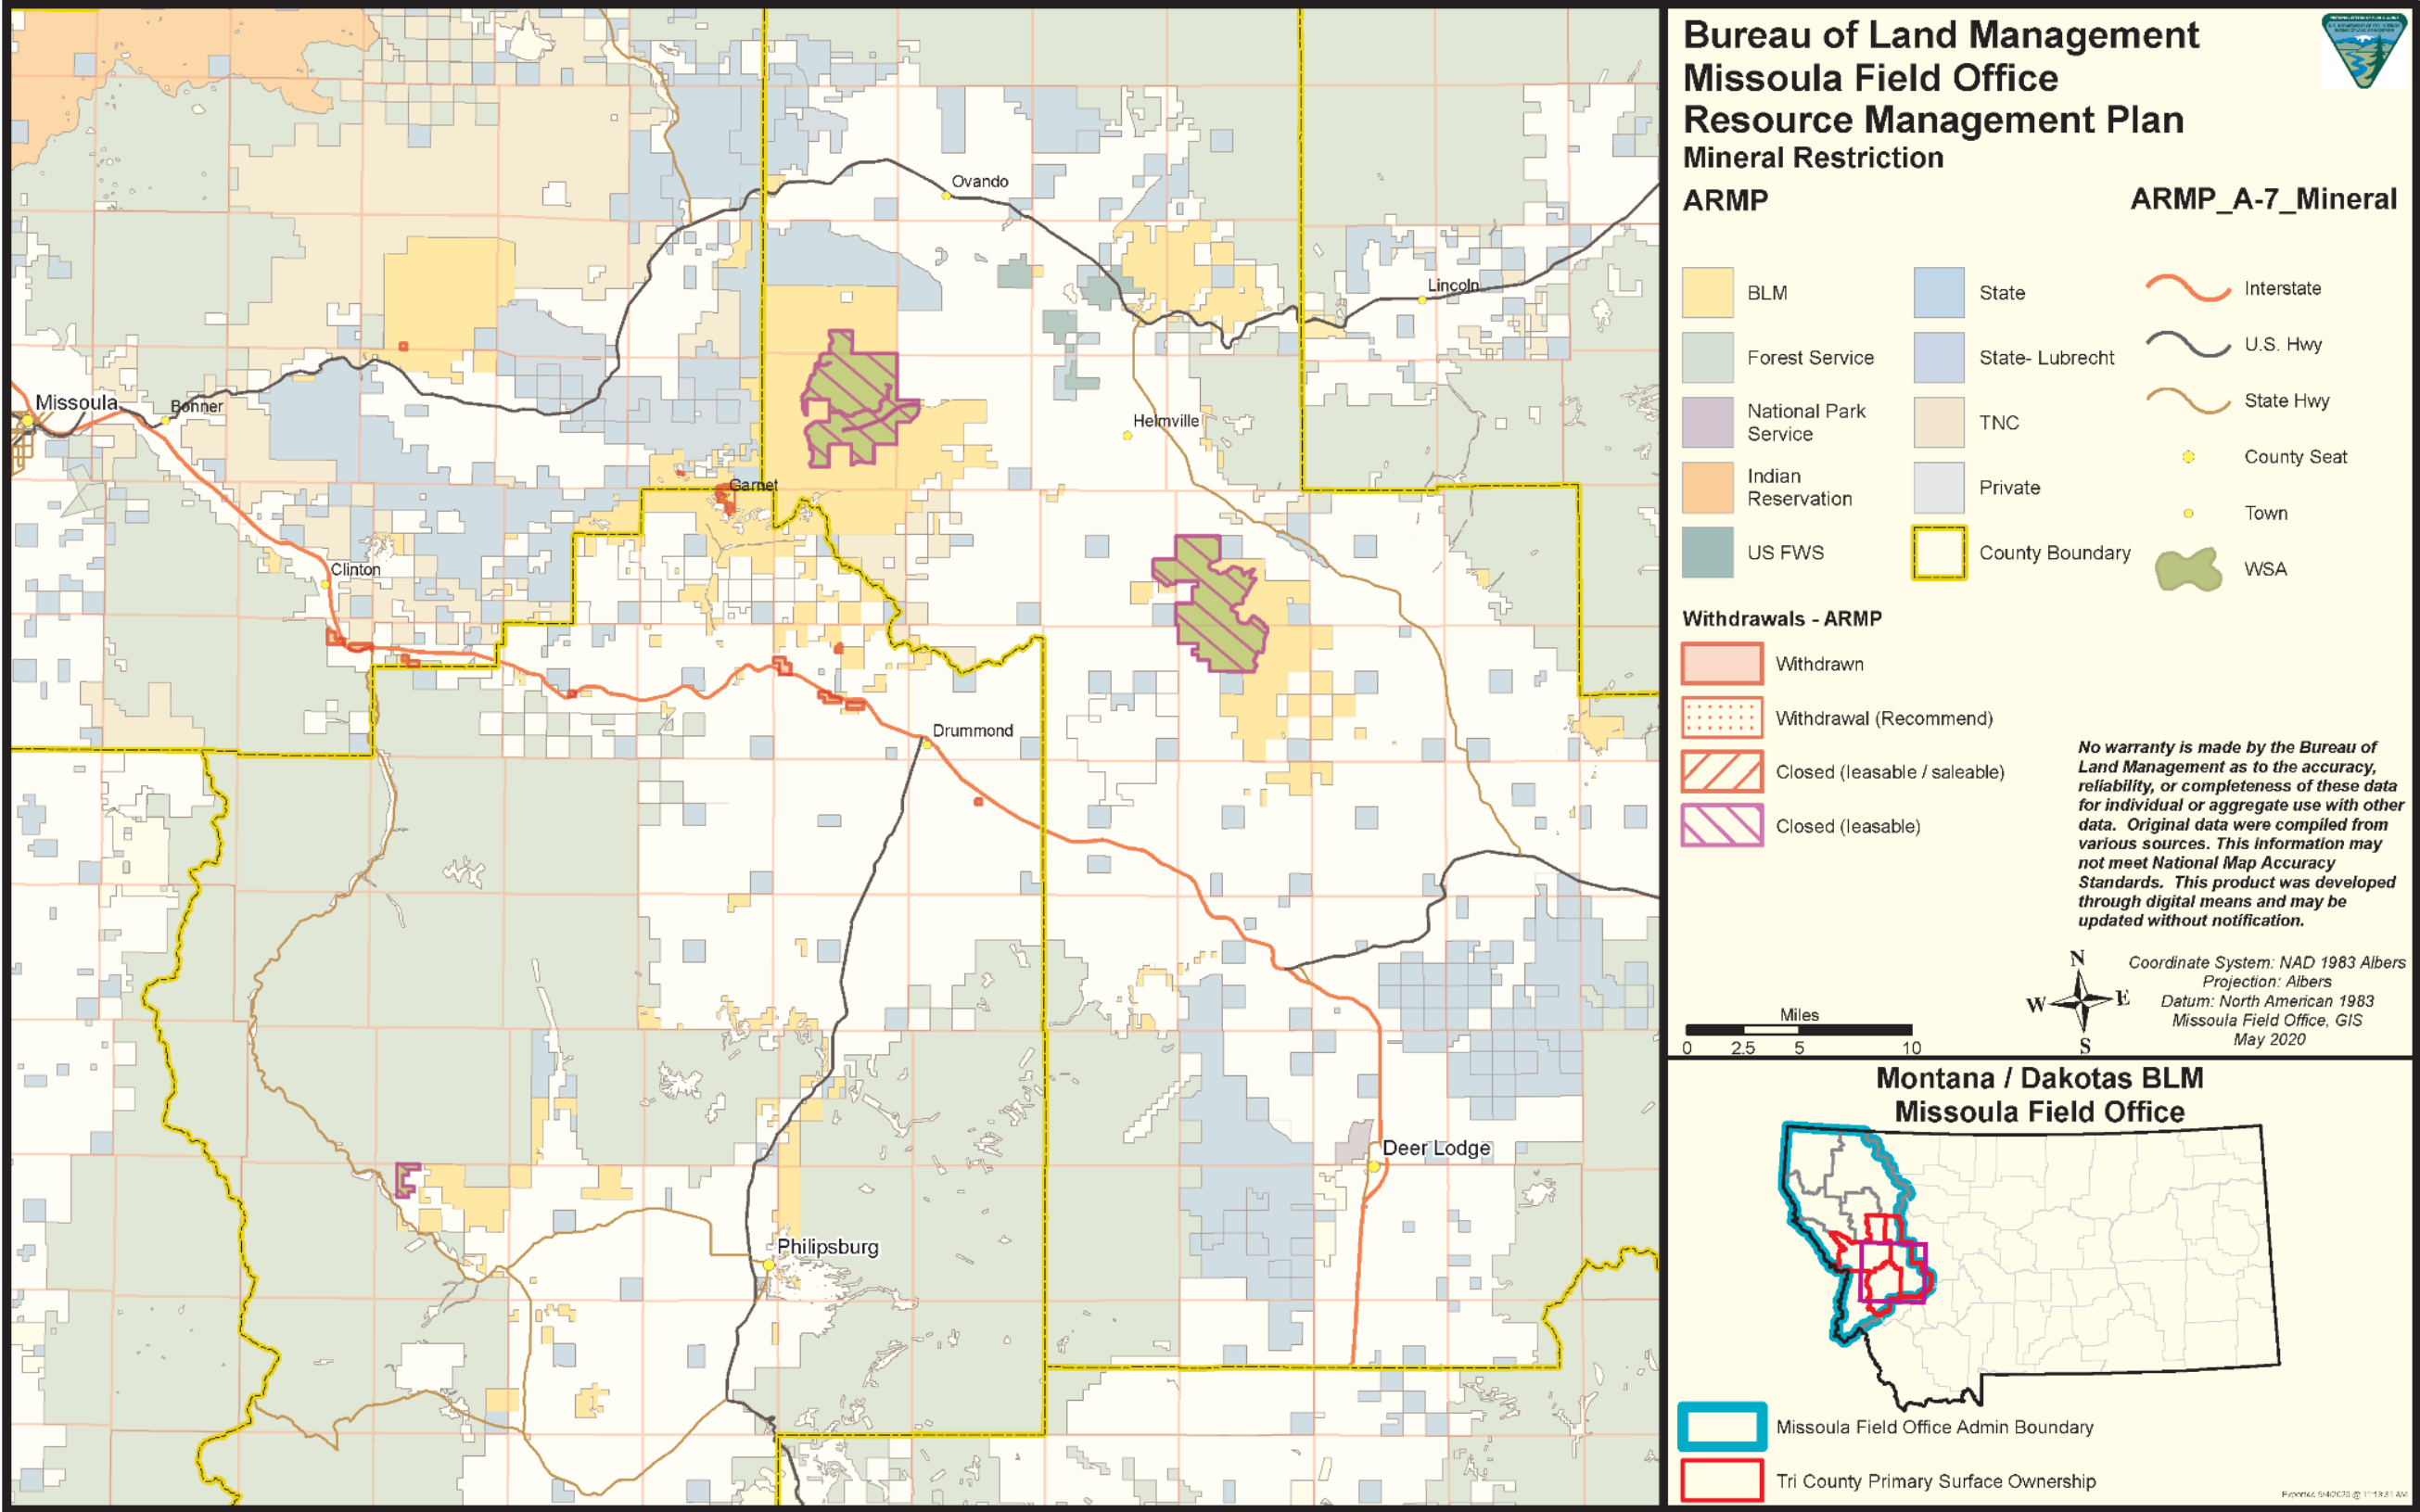 Bureau of Land Management
Missoula Field Office
Resource Management Plan
Mineral Restriction
ARMP
ARMP_A-7_Mineral
BLM
State
Interstate
Forest Service
State- Lubrecht
U.S. Hwy
National Park
Service
TNC
State Hwy
Indian
Reservation
Private
County Seat
US FWS
County Boundary
Town
WSA
Withdrawals - ARMP
Withdrawn
Withdrawal (Recommend)
Closed (leasable / saleable)
Closed (leasable)
No warranty is made by the Bureau of
Land Management as to the accuracy,
reliability, or completeness of these data
for individual or aggregate use with other
data. Original data were compiled from
various sources. This information may
not meet National Map Accuracy
Standards. This product was developed
through digital means and may be
updated without notification.
N
W
E
S
Coordinate System: NAD 1983 Albers
Projection: Albers
Datum: North American 1983
Missoula Field Office, GIS
May 2020
Miles
0 2.5 5 10
Montana / Dakotas BLM
Missoula Field Office
Missoula Field Office Admin Boundary
Tri County Primary Surface Ownership
Ovando
Lincoln
Missoula
Bonner
Helmville
Garnet
Clinton
Drummond
Deer Lodge
Philipsburg